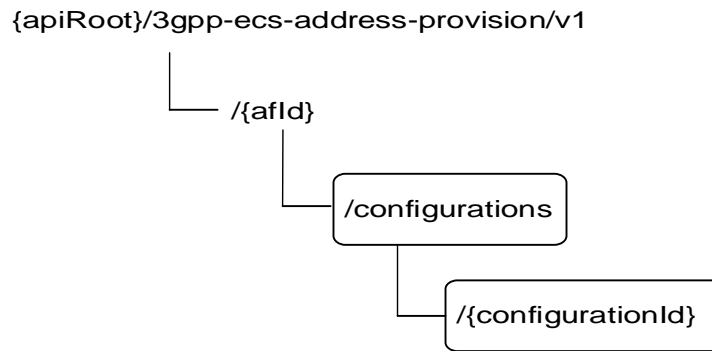 {apiRoot}/3gpp-ecs-address-provision/v1
/{afId}
/configurations
/{configurationId}